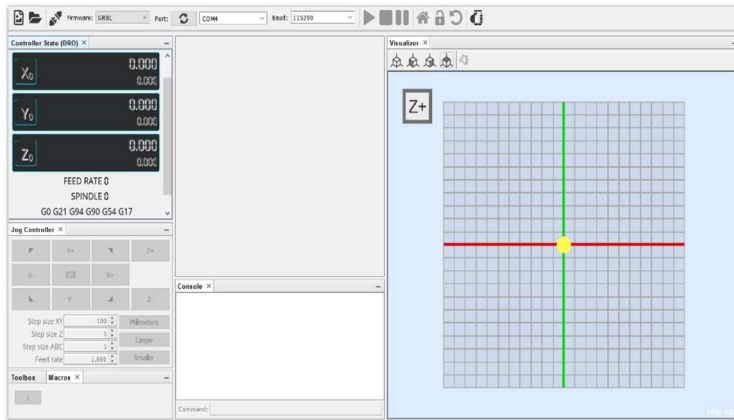 Firmware: GRBL Port: COM4 Baud: 115200
Controller State (DRO) ×
X0 0.000
0.000
Y0 0.000
0.000
Z0 0.000
0.000
FEED RATE 0
SPINDLE 0
G0 G21 G94 G90 G54 G17
Jog Controller ×
Y+ Z+
X- X+
Y- Z-
Step size XY 100 Millimeters
Step size Z 1
Larger
Step size ABC 1
Feed rate 1,000 Smaller
Toolbox Macros ×
1
Console ×
Command:
Visualizer ×
Z+